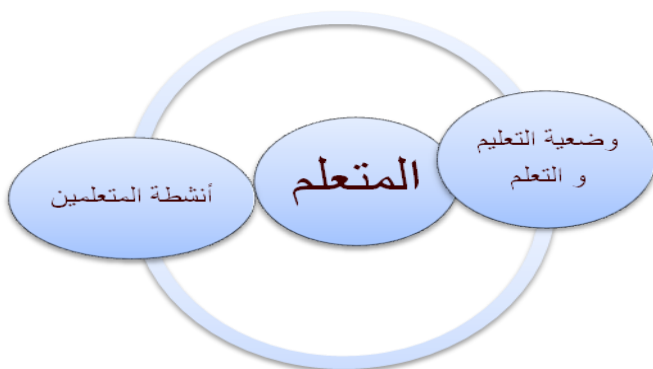 وضعية التعليم
و التعلم
المتعلم
أنشطة المتعلمين